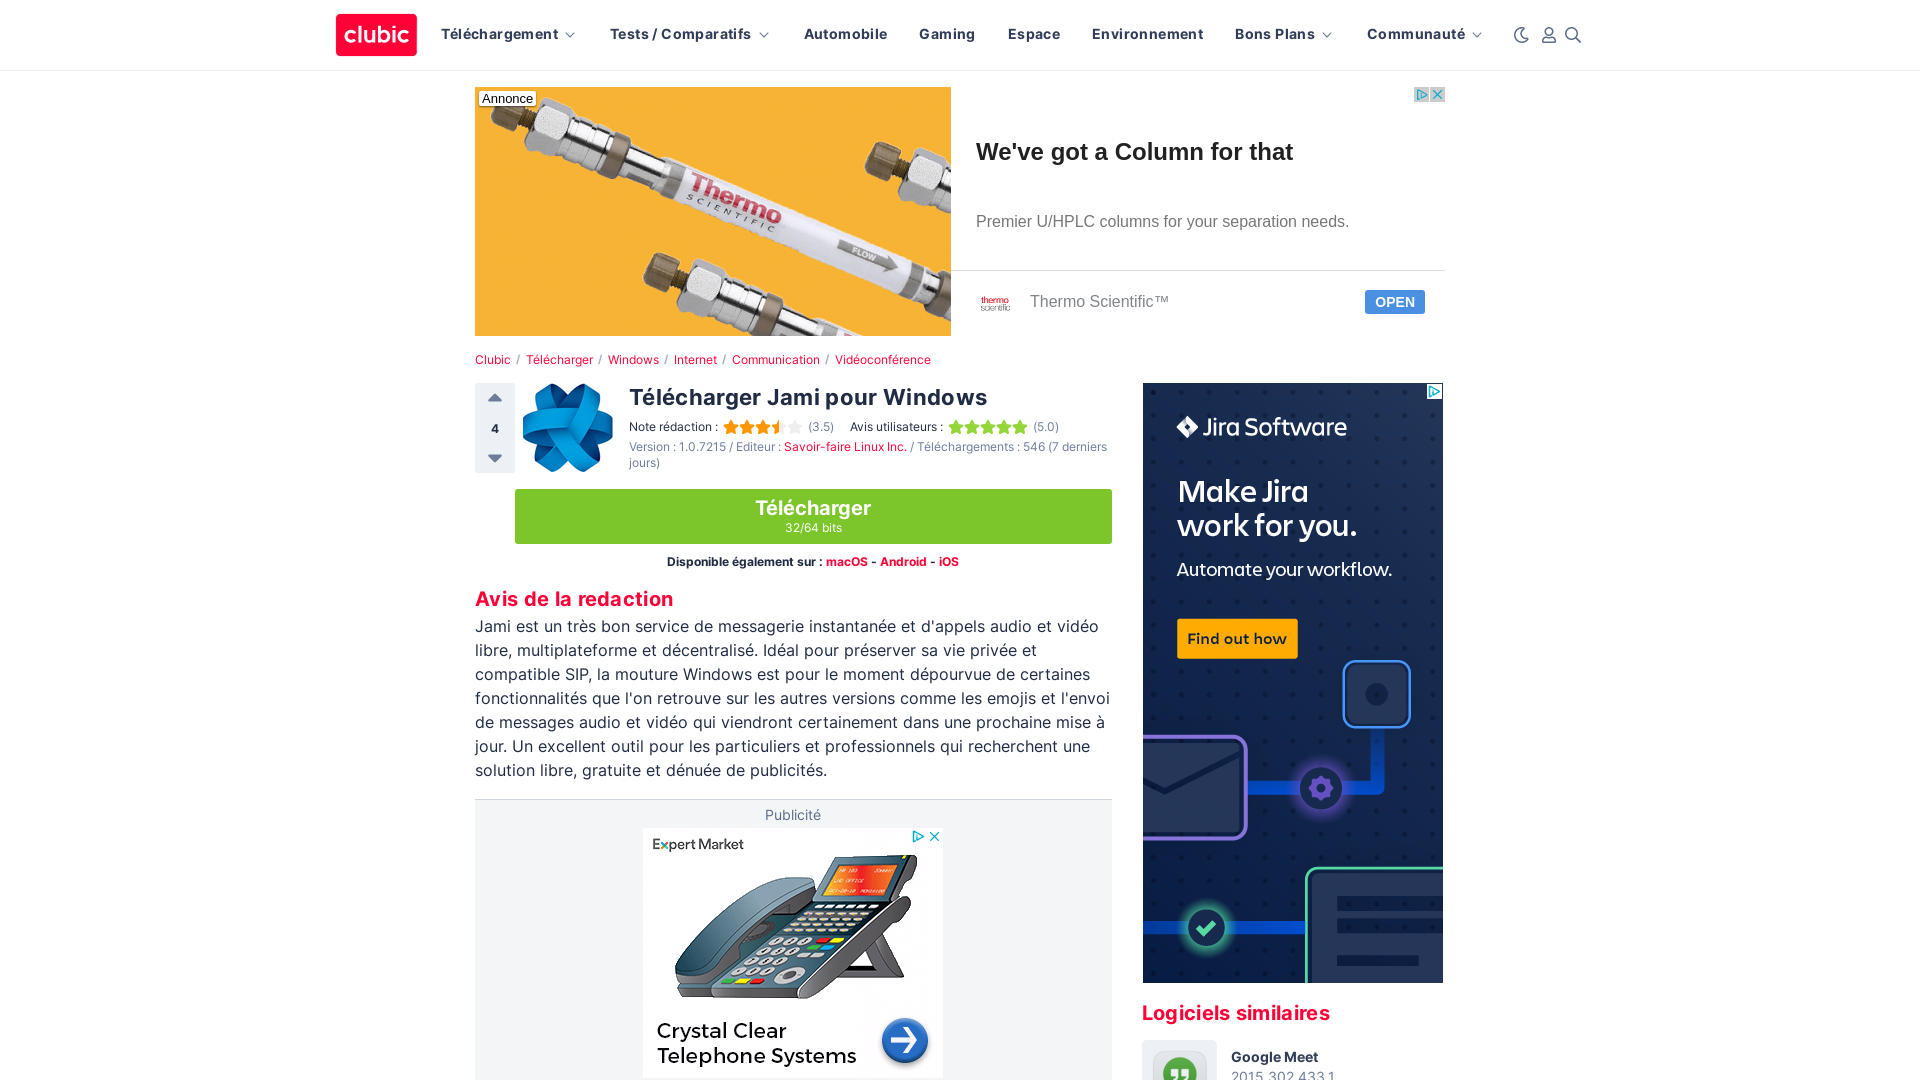 clubic
Téléchargement
Tests / Comparatifs
Automobile
Gaming
Espace
Environnement
Bons Plans
Communauté
Annonce
Thermo
SCIENTIFIC
FLOW
We've got a Column for that
Premier U/HPLC columns for your separation needs.
thermo
scientific
Thermo Scientific™
OPEN
Clubic / Télécharger / Windows / Internet / Communication / Vidéoconférence
4
Télécharger Jami pour Windows
Note rédaction : (3.5) Avis utilisateurs : (5.0)
Version : 1.0.7215 / Editeur : Savoir-faire Linux Inc. / Téléchargements : 546 (7 derniers
jours)
Télécharger
32/64 bits
Disponible également sur : macOS - Android - iOS
Avis de la redaction
Jami est un très bon service de messagerie instantanée et d'appels audio et vidéo
libre, multiplateforme et décentralisé. Idéal pour préserver sa vie privée et
compatible SIP, la mouture Windows est pour le moment dépourvue de certaines
fonctionnalités que l'on retrouve sur les autres versions comme les emojis et l'envoi
de messages audio et vidéo qui viendront certainement dans une prochaine mise à
jour. Un excellent outil pour les particuliers et professionnels qui recherchent une
solution libre, gratuite et dénuée de publicités.
Publicité
Expert Market
Crystal Clear
Telephone Systems
Jira Software
Make Jira
work for you.
Automate your workflow.
Find out how
Logiciels similaires
Google Meet
2015.302.433.1